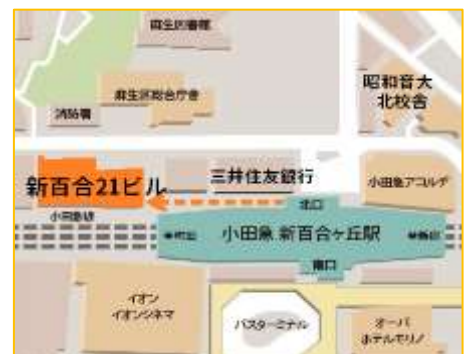 麻生区書館
麻生区総合庁舎
消防署
昭和音大
北校舎
新百合21ビル
三井住友銀行
小田急アコルデ
北口
小田急線
小田急 新百合ヶ丘駅
南口
イオン
イオンシネマ
バスターミナル
オーパ
ホテルモリノ